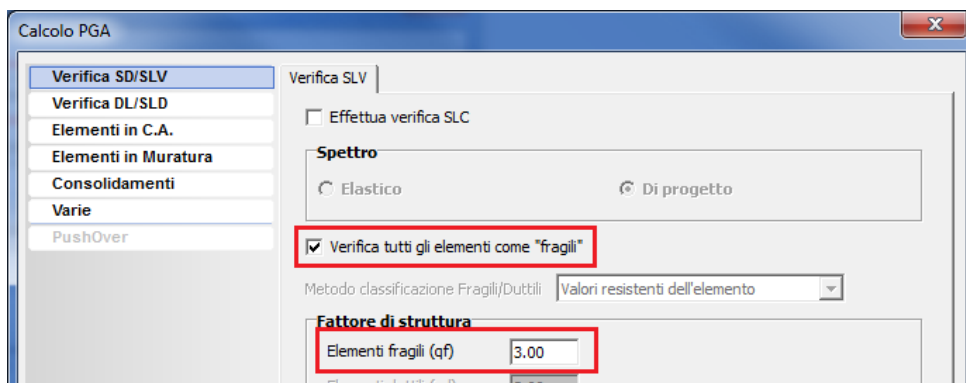 Calcolo PGA
x
Verifica SD/SLV
Verifica DL/SLD
Elementi in C.A.
Elementi in Muratura
Consolidamenti
Varie
PushOver
Verifica SLV
Effettua verifica SLC
Spettro
Elastico
Di progetto
Verifica tutti gli elementi come "fragili"
Metodo classificazione Fragili/Duttili
Valori resistenti dell'elemento
Fattore di struttura
Elementi fragili (qf)
3.00